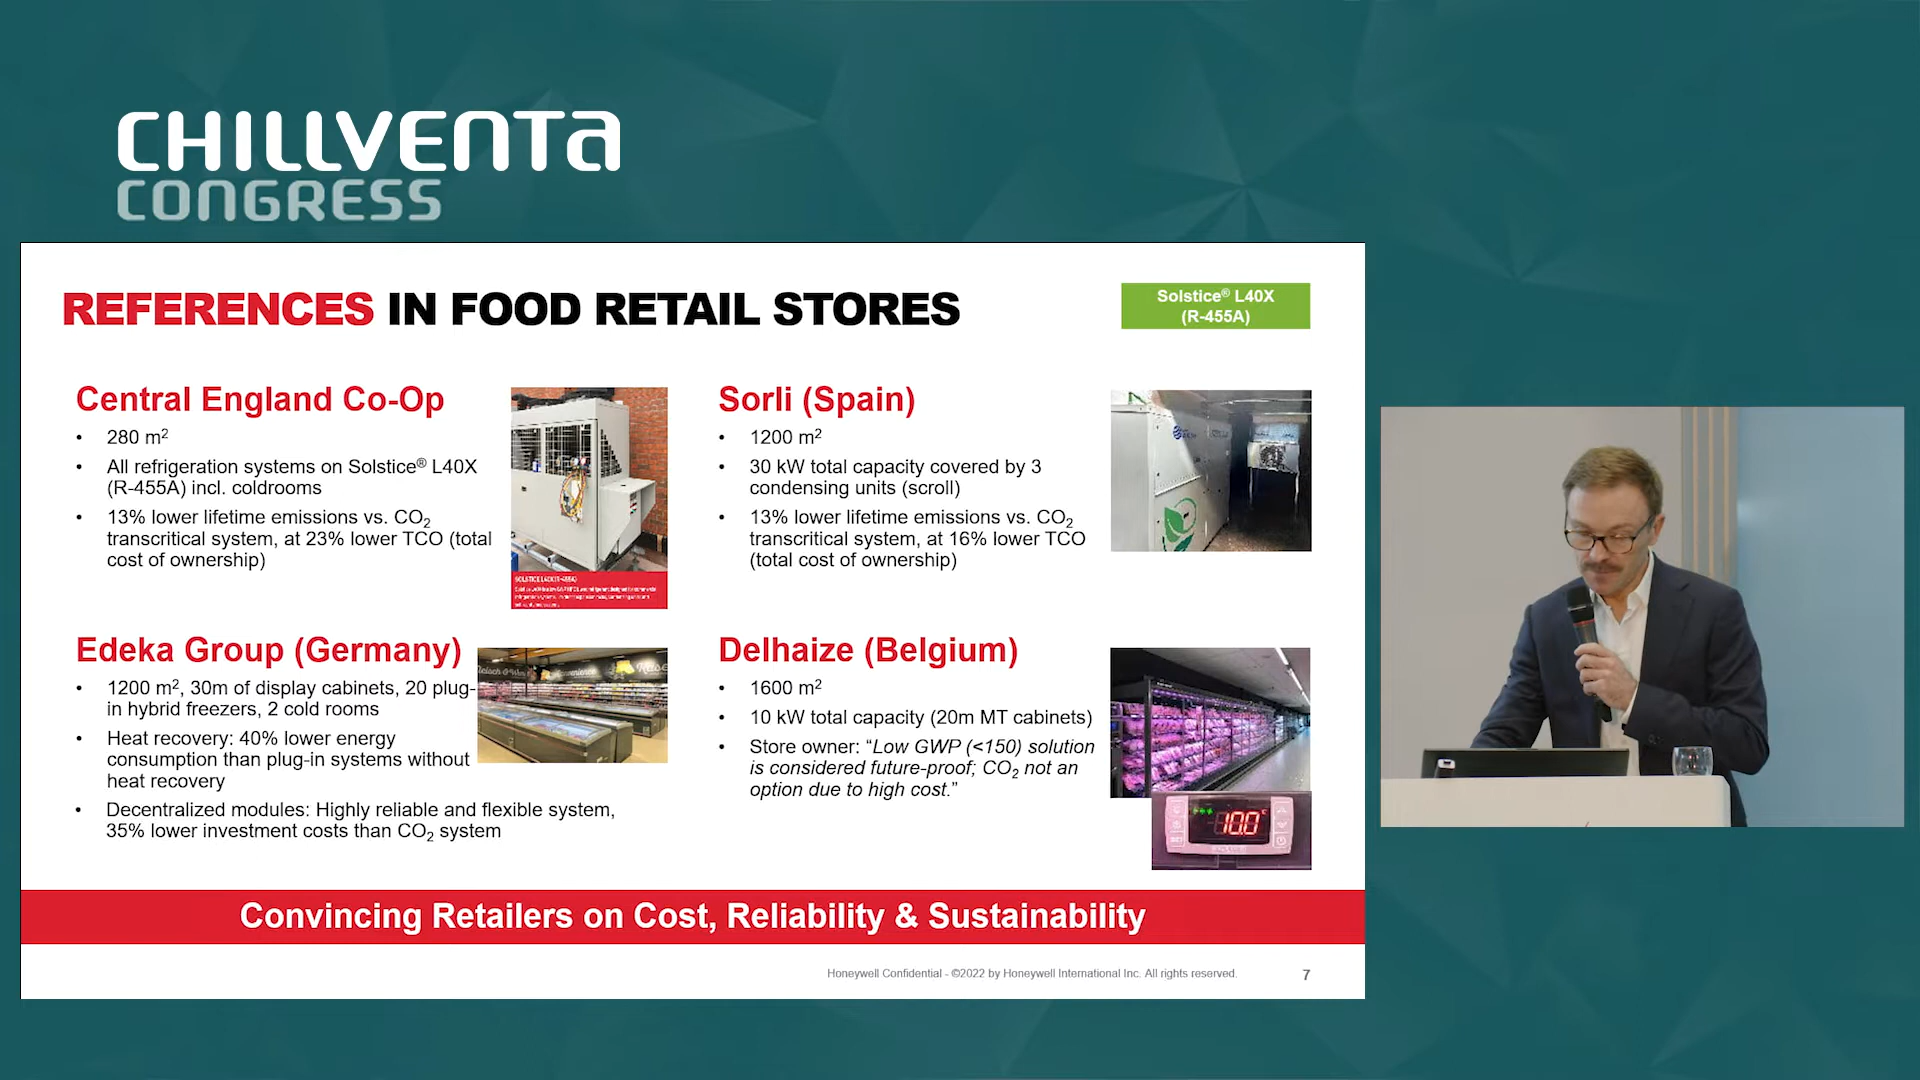 CHILLVENTA
CONGRESS
REFERENCES IN FOOD RETAIL STORES
Solstice® L40X
(R-455A)
Central England Co-Op
• 280 m²
• All refrigeration systems on Solstice® L40X
(R-455A) incl. coldrooms
• 13% lower lifetime emissions vs. CO₂
transcritical system, at 23% lower TCO (total
cost of ownership)
SOLSTICE L40X (R-455A)
Sorli (Spain)
• 1200 m²
• 30 kW total capacity covered by 3
condensing units (scroll)
• 13% lower lifetime emissions vs. CO₂
transcritical system, at 16% lower TCO
(total cost of ownership)
Edeka Group (Germany)
• 1200 m², 30m of display cabinets, 20 plug-
in hybrid freezers, 2 cold rooms
• Heat recovery: 40% lower energy
consumption than plug-in systems without
heat recovery
• Decentralized modules: Highly reliable and flexible system,
35% lower investment costs than CO₂ system
Delhaize (Belgium)
• 1600 m²
• 10 kW total capacity (20m MT cabinets)
• Store owner: “Low GWP (<150) solution
is considered future-proof; CO₂ not an
option due to high cost.”
10.0
Convincing Retailers on Cost, Reliability & Sustainability
Honeywell Confidential - ©2022 by Honeywell International Inc. All rights reserved.
7